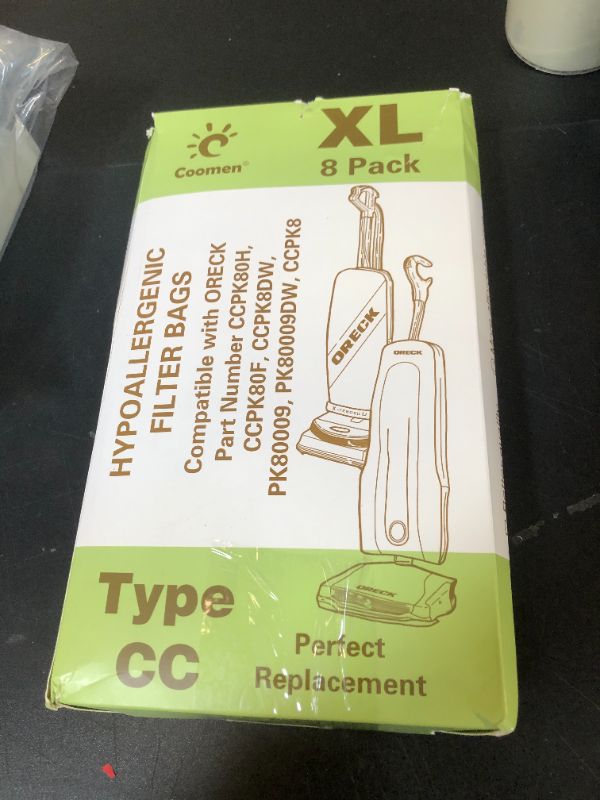 Coomen®
XL
8 Pack
HYPOALLERGENIC
FILTER BAGS
Compatible with ORECK
Part Number CCPK80H,
CCPK80F, CCPK8DW,
PK80009, PK80009DW, CCPK8
ORECK
ORECK
ORECK
Type
CC
Perfect
Replacement